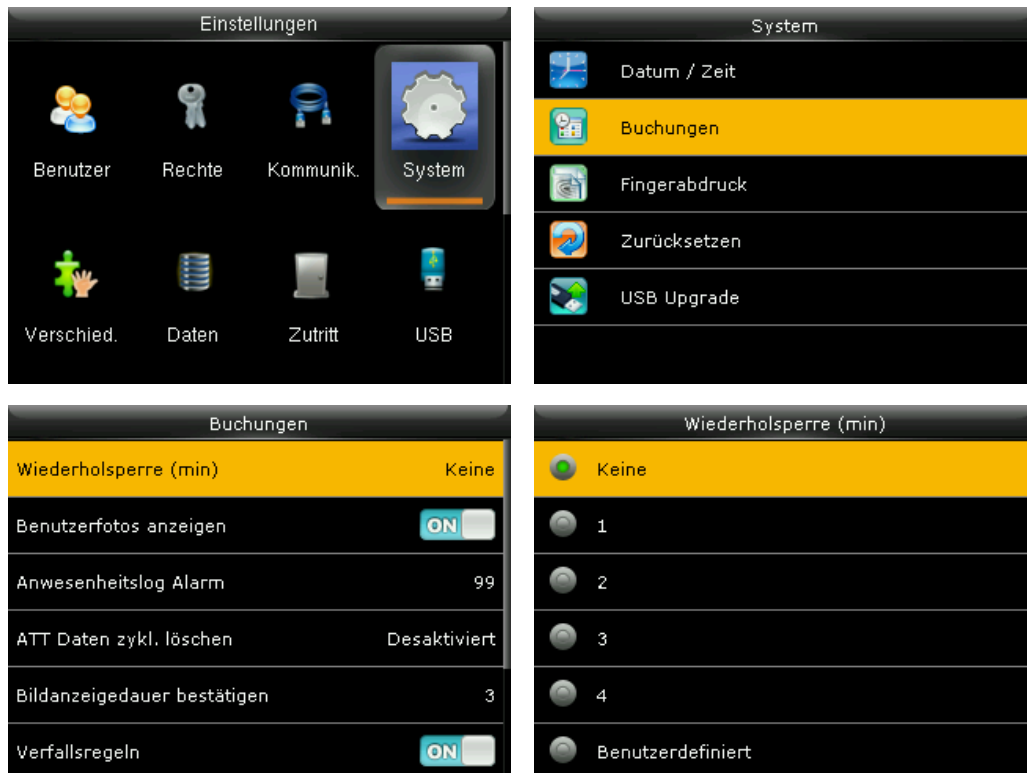 Einstellungen
Benutzer Rechte Kommunik. System
Verschied. Daten Zutritt USB
System
Datum / Zeit
Buchungen
Fingerabdruck
Zurücksetzen
USB Upgrade
Buchungen
Wiederholsperre (min) Keine
Benutzerfotos anzeigen ON
Anwesenheitslog Alarm 99
ATT Daten zykl. löschen Desaktiviert
Bildanzeigedauer bestätigen 3
Verfallsregeln ON
Wiederholsperre (min)
Keine
1
2
3
4
Benutzerdefiniert